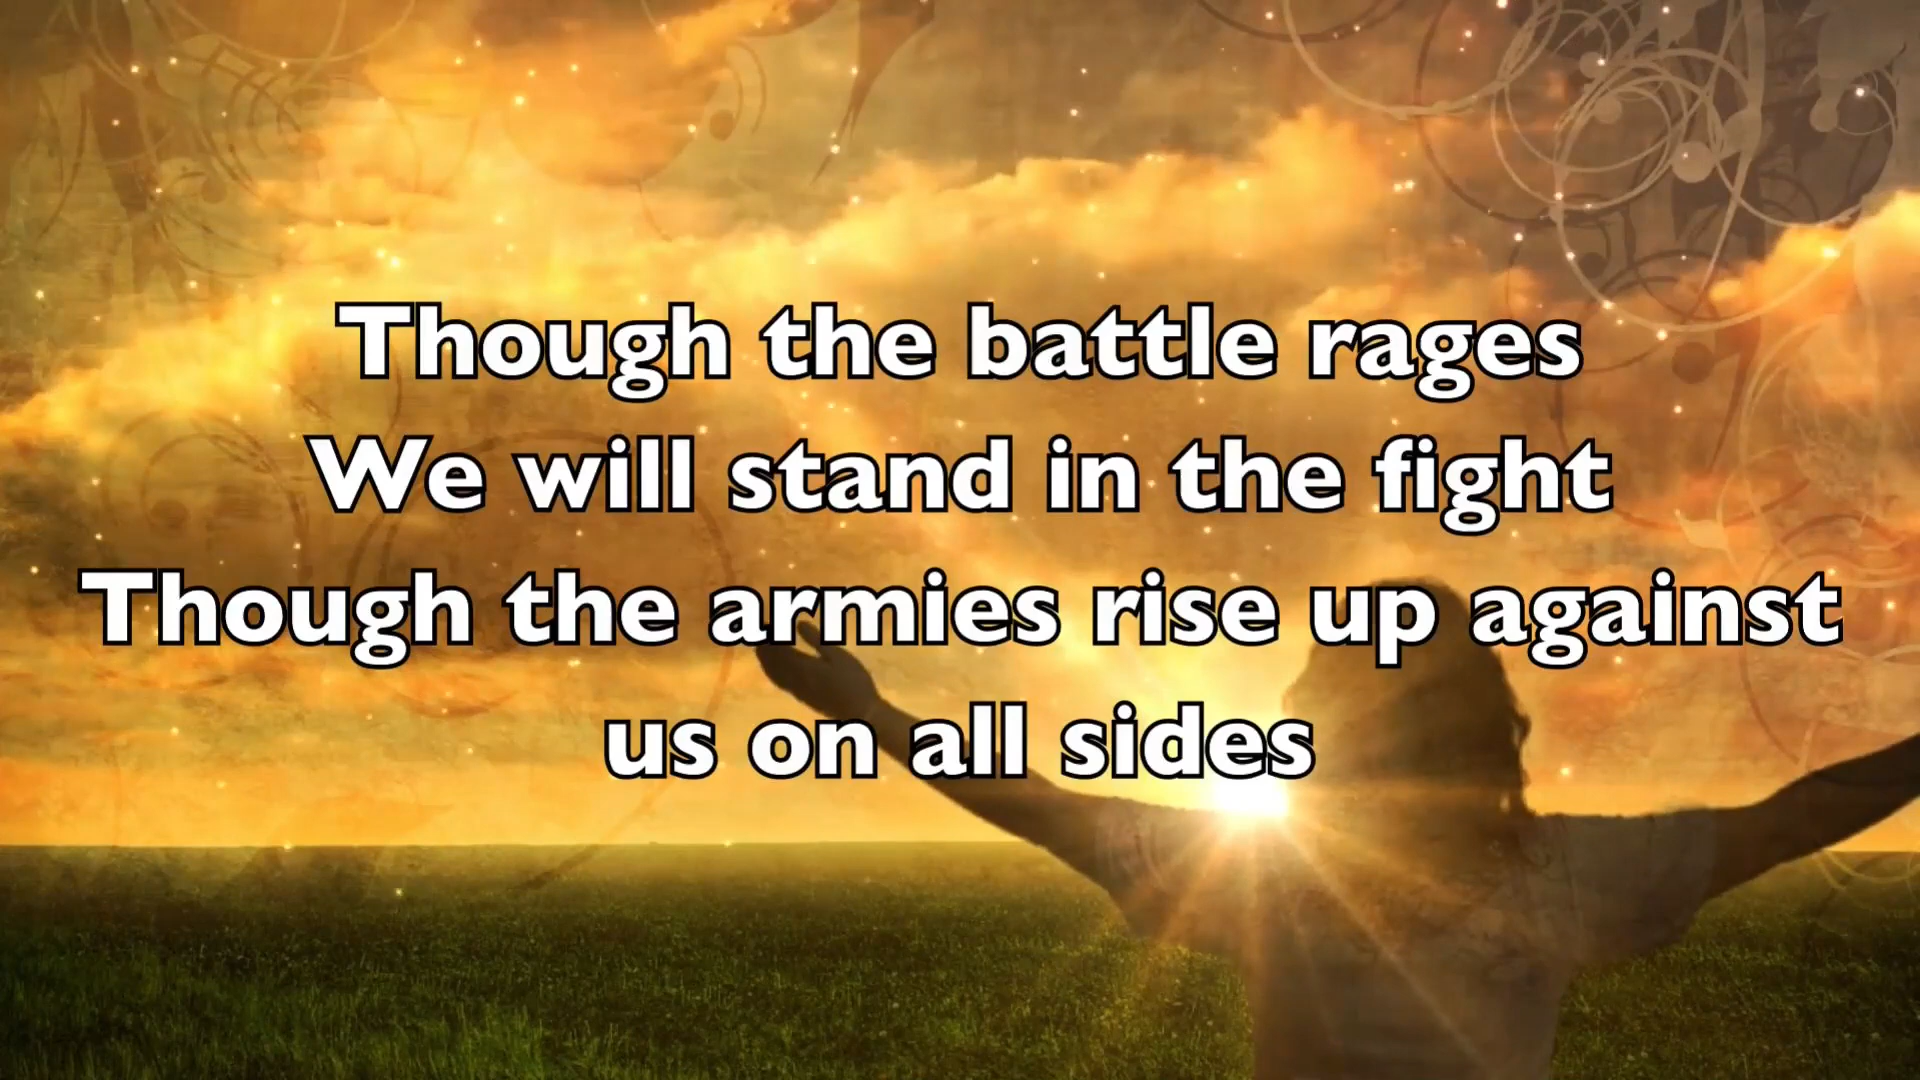 Though the battle rages
We will stand in the fight
Though the armies rise up against
us on all sides